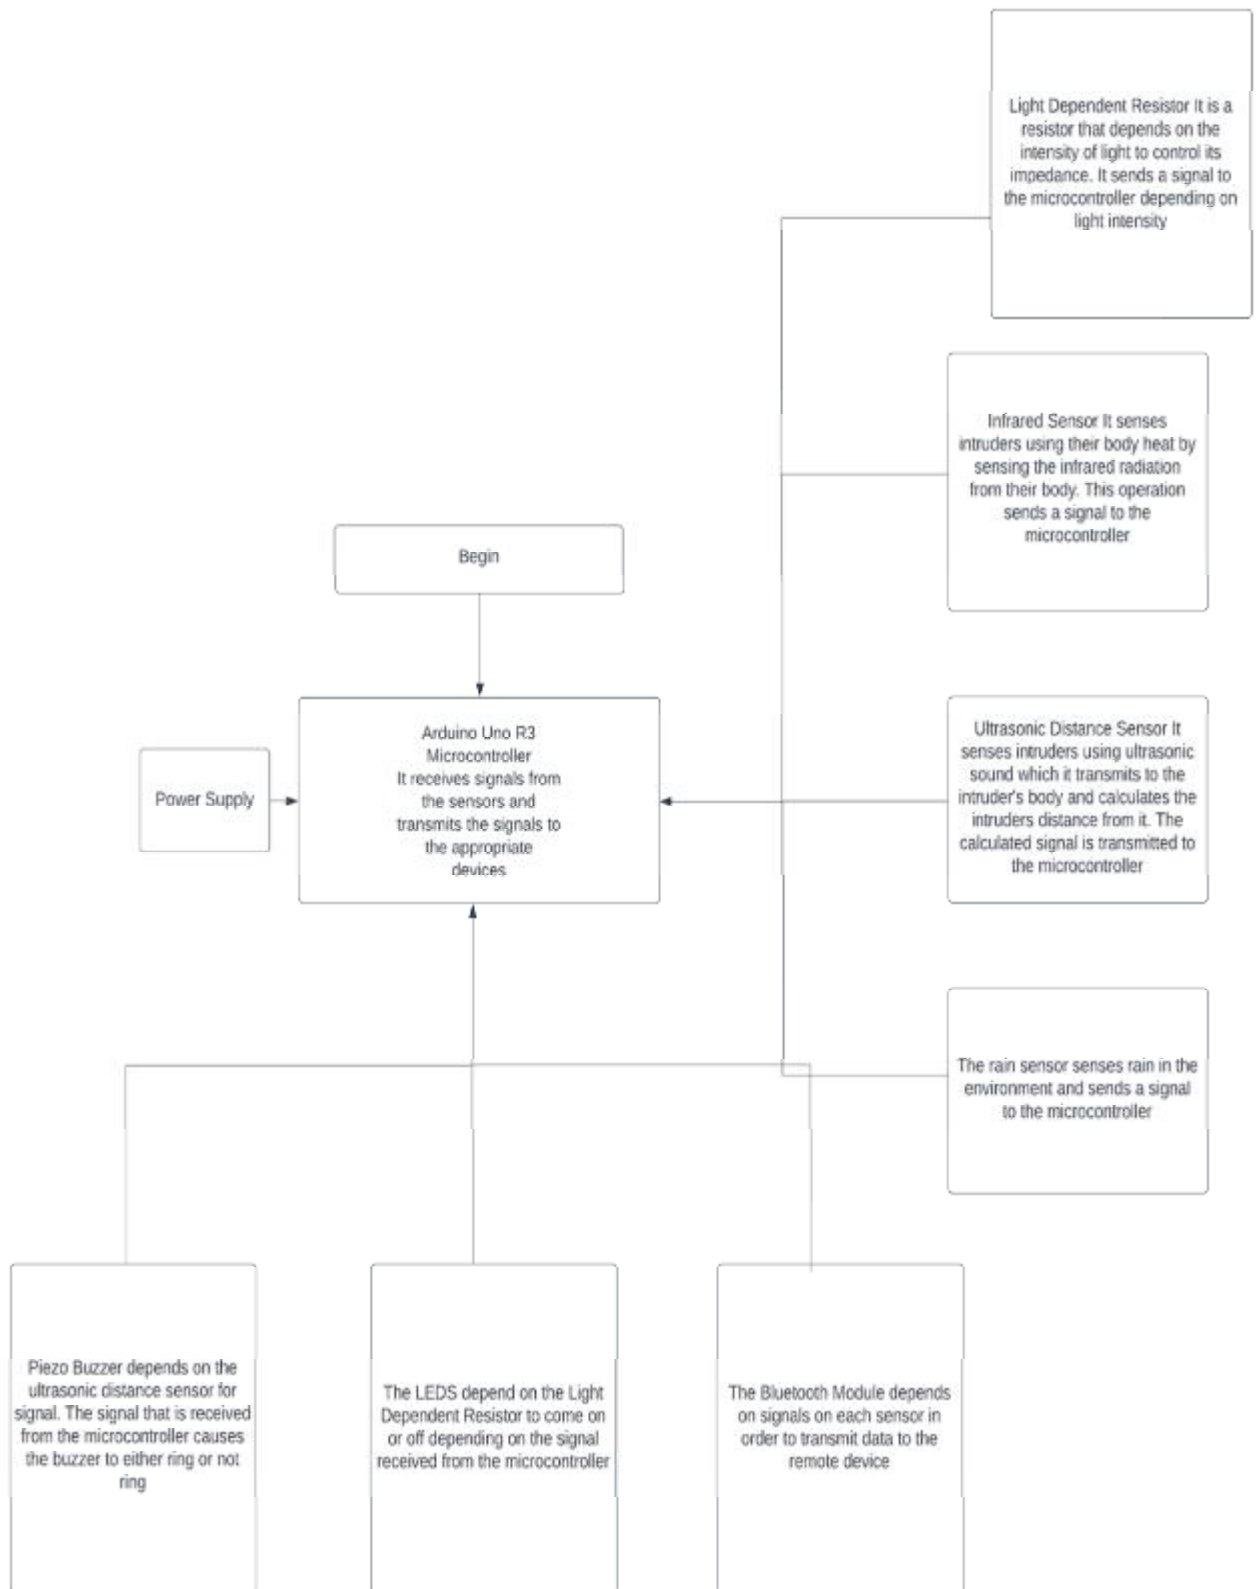 Light Dependent Resistor It is a
resistor that depends on the
intensity of light to control its
impedance. It sends a signal to
the microcontroller depending on
light intensity
Infrared Sensor It senses
intruders using their body heat by
sensing the infrared radiation
from their body. This operation
sends a signal to the
microcontroller
Begin
Arduino Uno R3
Microcontroller
It receives signals from
the sensors and
transmits the signals to
the appropriate
devices
Power Supply
Ultrasonic Distance Sensor It
senses intruders using ultrasonic
sound which it transmits to the
intruder's body and calculates the
intruders distance from it. The
calculated signal is transmitted to
the microcontroller
The rain sensor senses rain in the
environment and sends a signal
to the microcontroller
Piezo Buzzer depends on the
ultrasonic distance sensor for
signal. The signal that is received
from the microcontroller causes
the buzzer to either ring or not
ring
The LEDS depend on the Light
Dependent Resistor to come on
or off depending on the signal
received from the microcontroller
The Bluetooth Module depends
on signals on each sensor in
order to transmit data to the
remote device